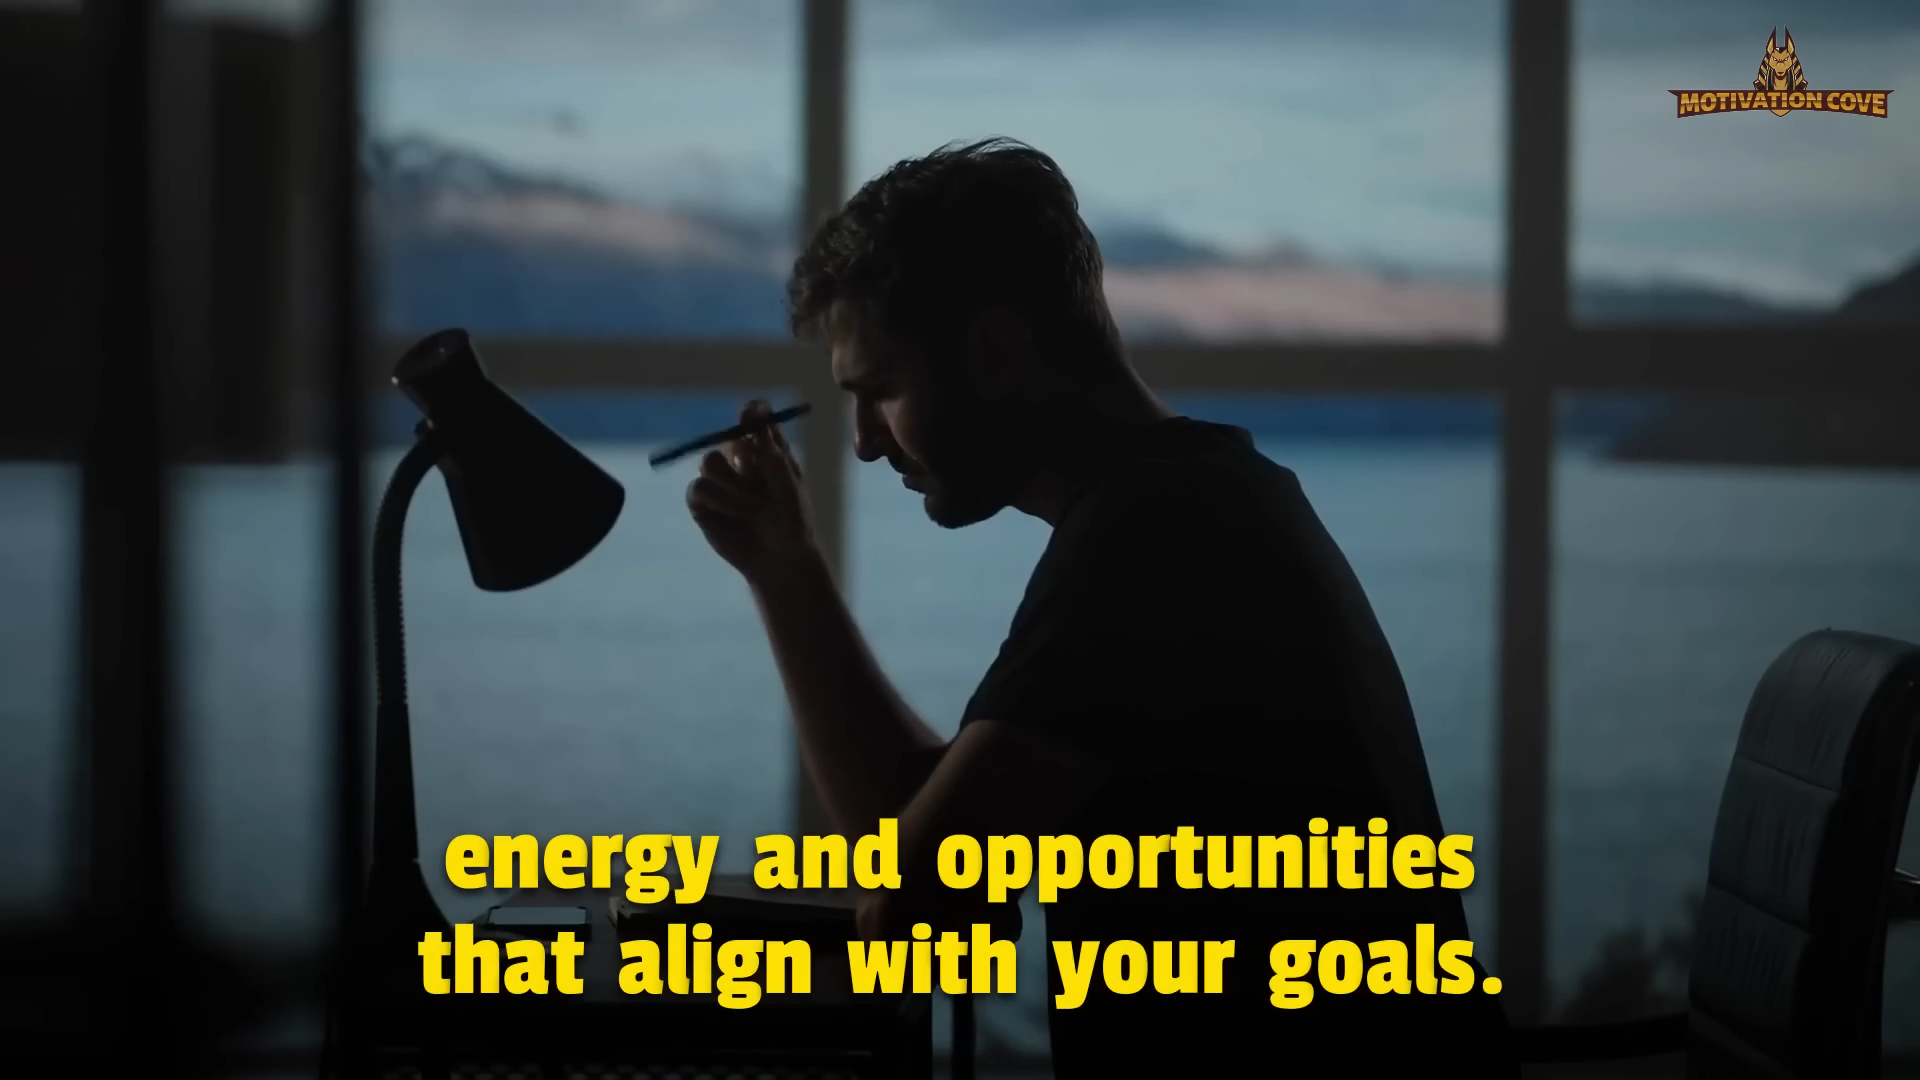 MOTIVATION COVE
energy and opportunities
that align with your goals.